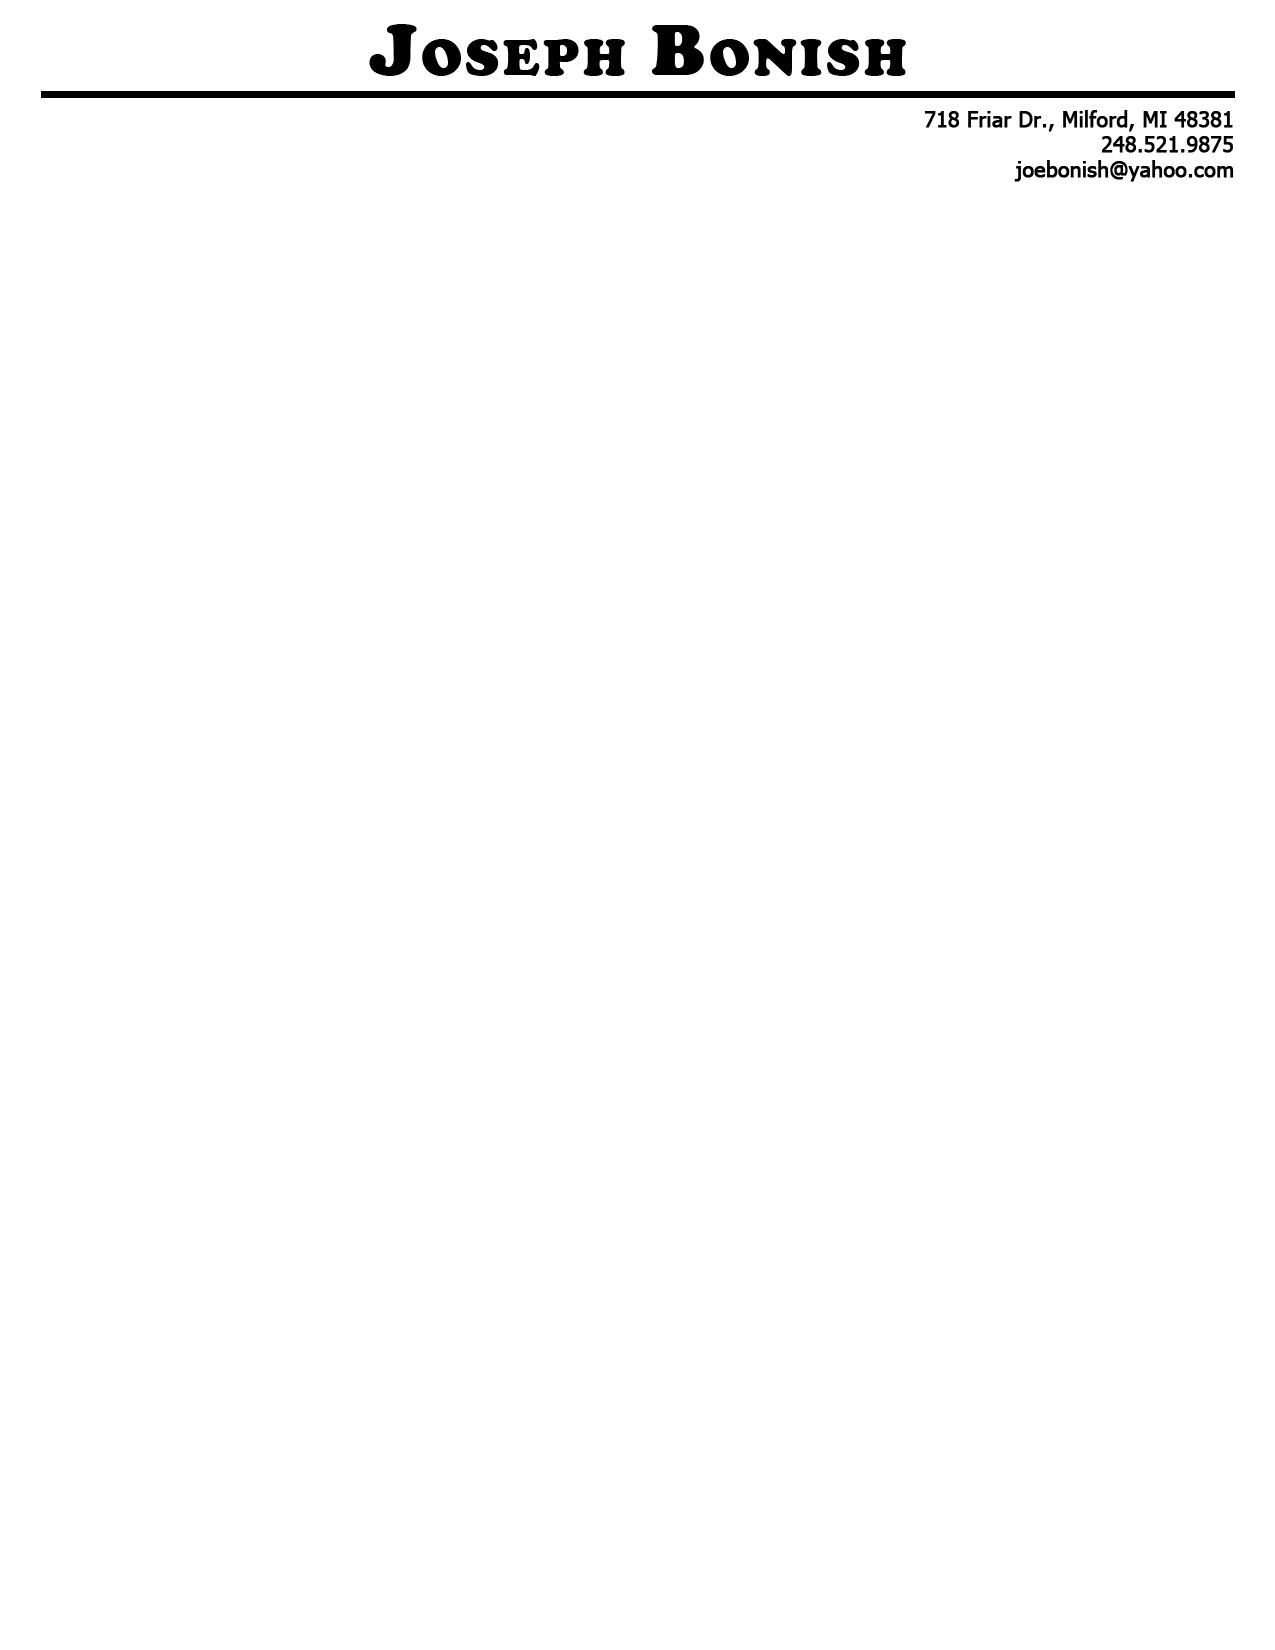 Joseph Bonish
718 Friar Dr., Milford, MI 48381
248.521.9875
joebonish@yahoo.com